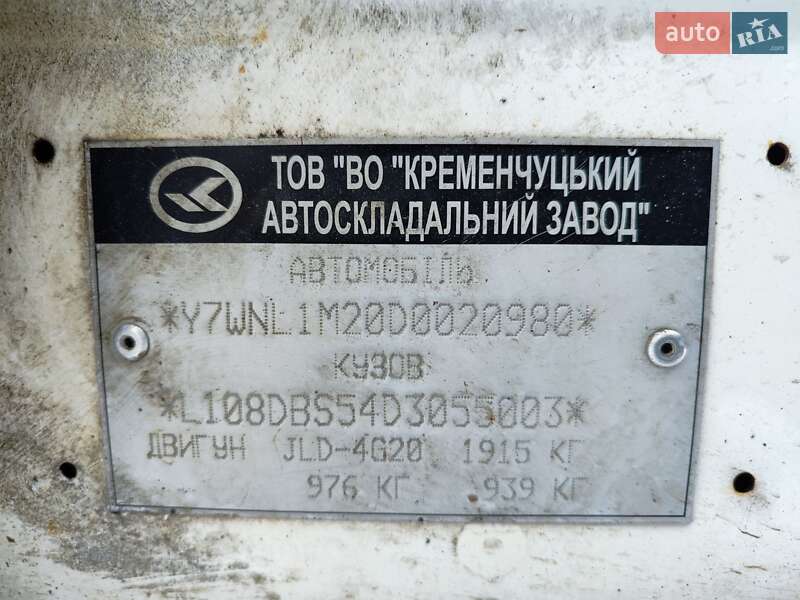 auto RIA
ТОВ "ВО "КРЕМЕНЧУЦЬКИЙ
АВТОСКЛАДАЛЬНИЙ ЗАВОД"
АВТОМОБІЛЬ
*Y7WNL1M20D0020980*
КУЗОВ
*L108DBS54D3055003*
ДВИГУН JLD-4G20 1915 КГ
976 КГ 939 КГ